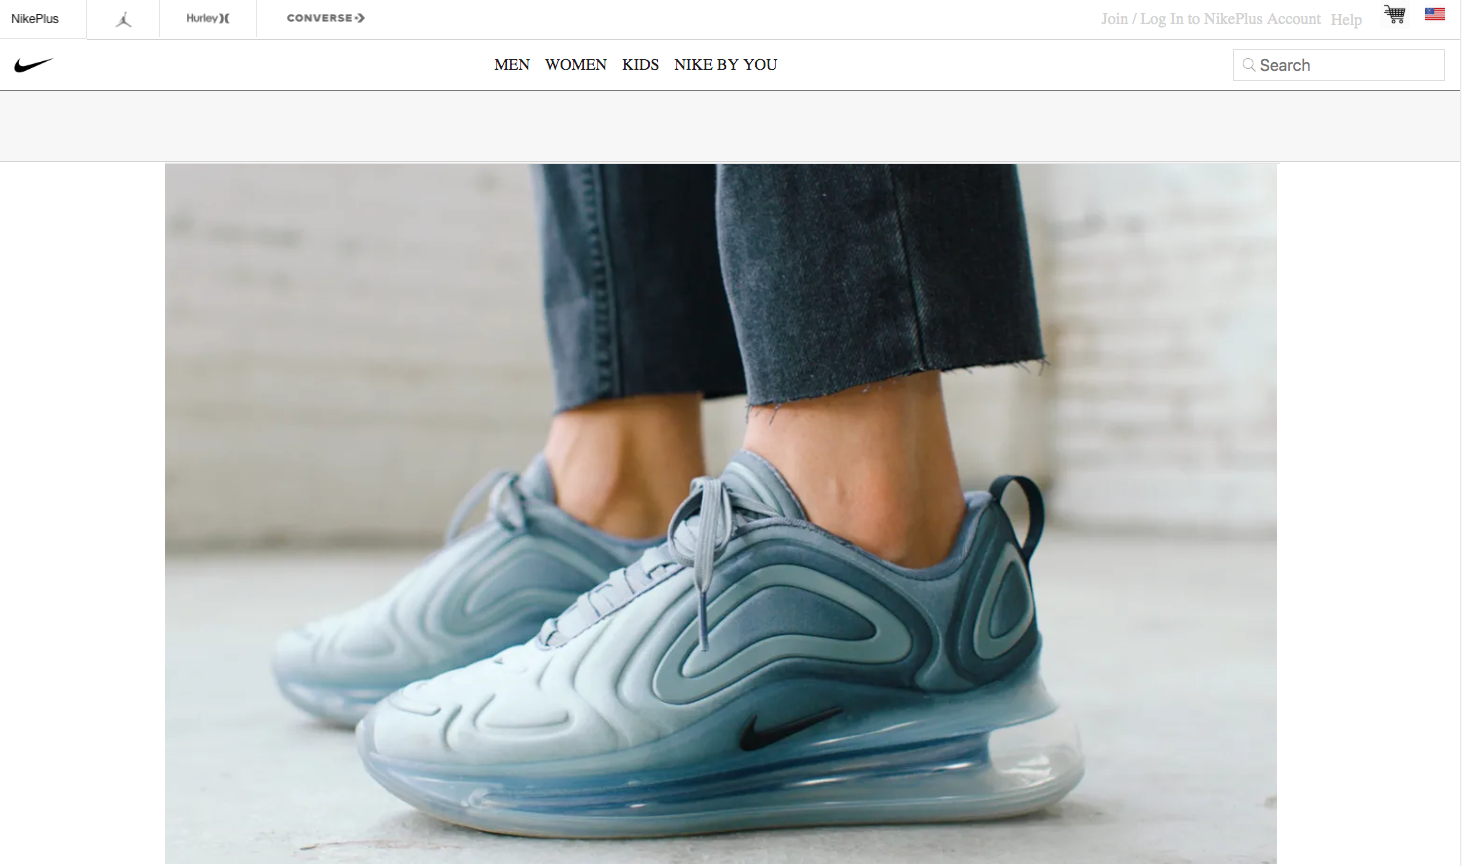 NikePlus
Hurley
CONVERSE
Join / Log In to NikePlus Account
Help
MEN WOMEN KIDS NIKE BY YOU
Search